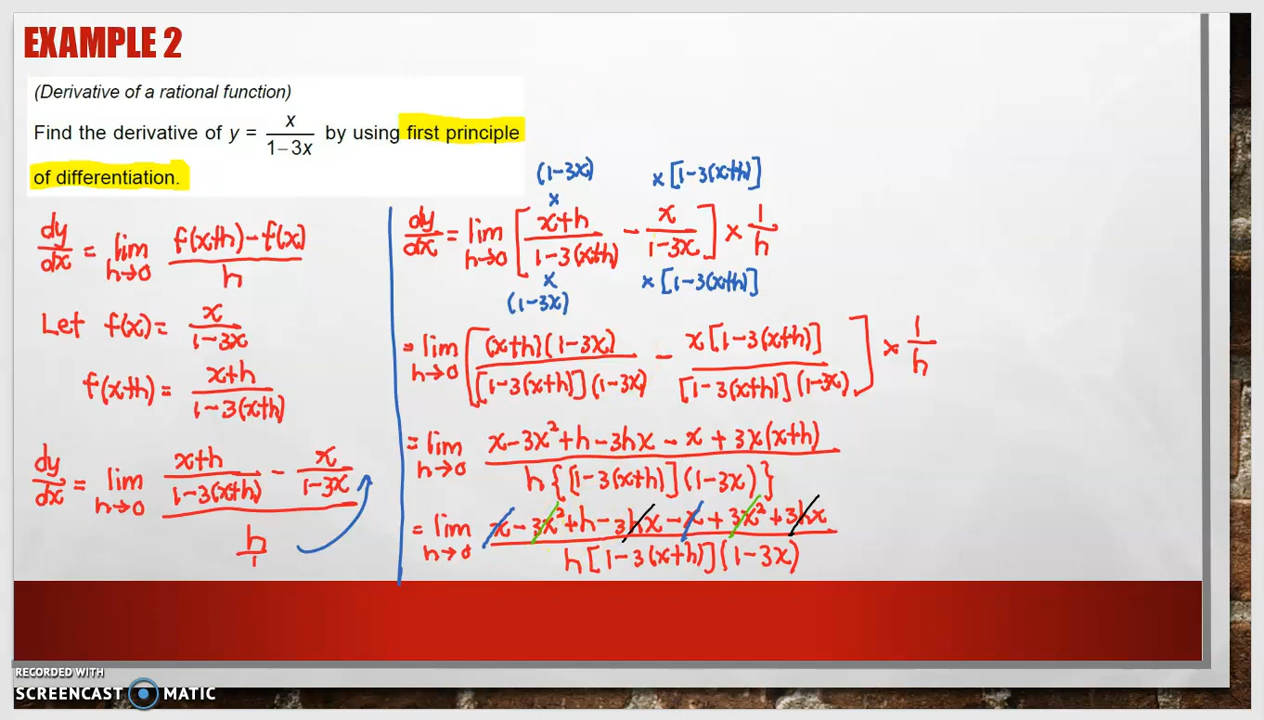 EXAMPLE 2
(Derivative of a rational function)
Find the derivative of y = x/(1–3x) by using first principle
of differentiation.
dy/dx = lim h→0 (f(x+h)–f(x))/h
Let f(x) = x/(1–3x)
f(x+h) = (x+h)/(1–3(x+h))
dy/dx = lim h→0 ((x+h)/(1–3(x+h)) – x/(1–3x))/(h/1)
(1–3x) × [1–3(x+h)]
×
dy/dx = lim h→0 [(x+h)/(1–3(x+h)) – x/(1–3x)] × 1/h
×
(1–3x) × [1–3(x+h)]
= lim h→0 [(x+h)(1–3x)/([1–3(x+h)](1–3x)) – x[1–3(x+h)]/([1–3(x+h)](1–3x))] × 1/h
= lim h→0 (x–3x²+h–3hx–x+3x(x+h))/(h{[1–3(x+h)](1–3x)})
= lim h→0 (x–3x²+h–3hx–x+3x²+3hx)/(h[1–3(x+h)](1–3x))
RECORDED WITH
SCREENCAST MATIC